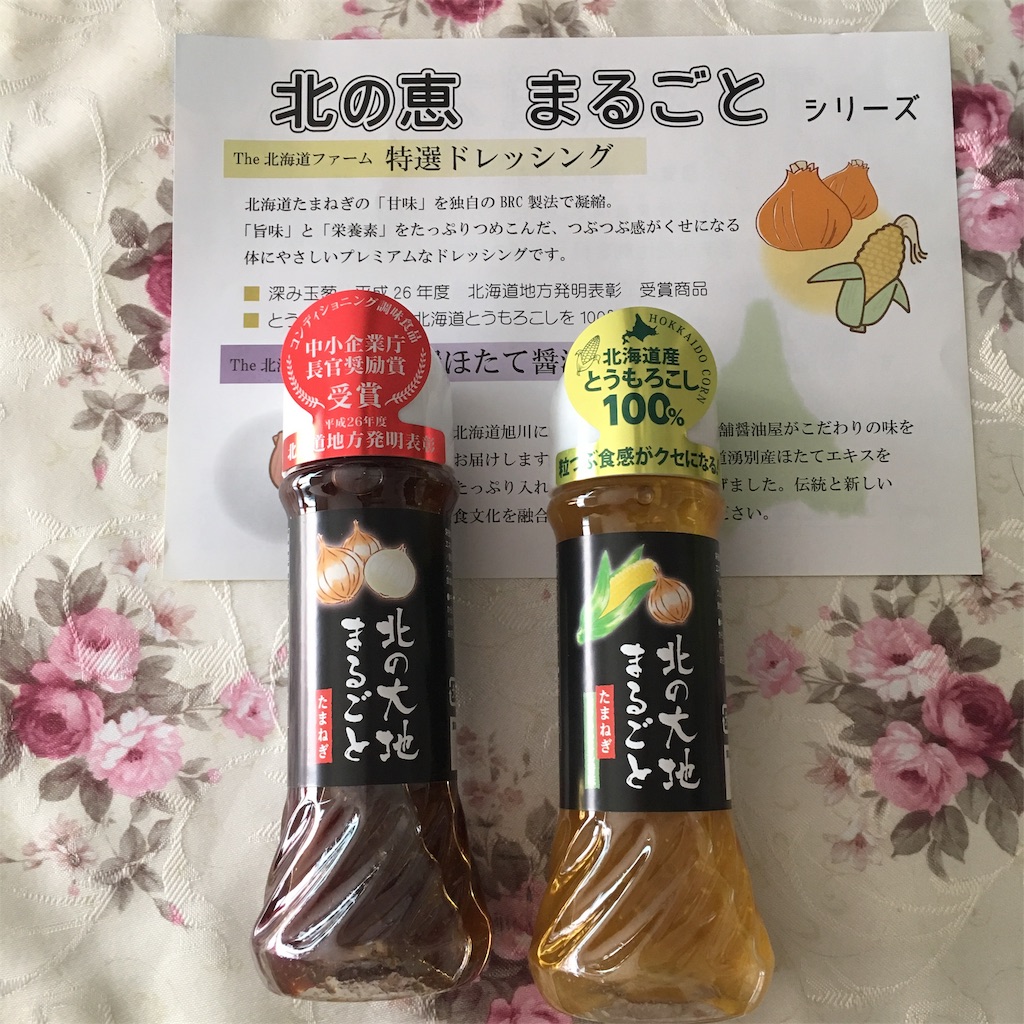 北の恵 まるごと シリーズ
The 北海道ファーム 特選ドレッシング
北海道たまねぎの「甘味」を独自の BRC 製法で凝縮。
「旨味」と「栄養素」をたっぷりつめこんだ、つぶつぶ感がくせになる
体にやさしいプレミアムなドレッシングです。
深み玉葱 平成26年度 北海道地方発明表彰 受賞商品
とう 北海道とうもろこしを100
The 北海 ほたて醤
北海道旭川に 舗醤油屋がこだわりの味を
お届けします 道湧別産ほたてエキスを
たっぷり入れ げました。伝統と新しい
食文化を融合 ださい。
コンディショニング調味食品
中小企業庁
長官奨励賞
受賞
平成26年度
北海道地方発明表彰
HOKKAIDO CORN
北海道産
とうもろこし
100%
粒つぶ食感がクセになる
北の大地
まるごと
たまねぎ
北の大地
まるごと
たまねぎ